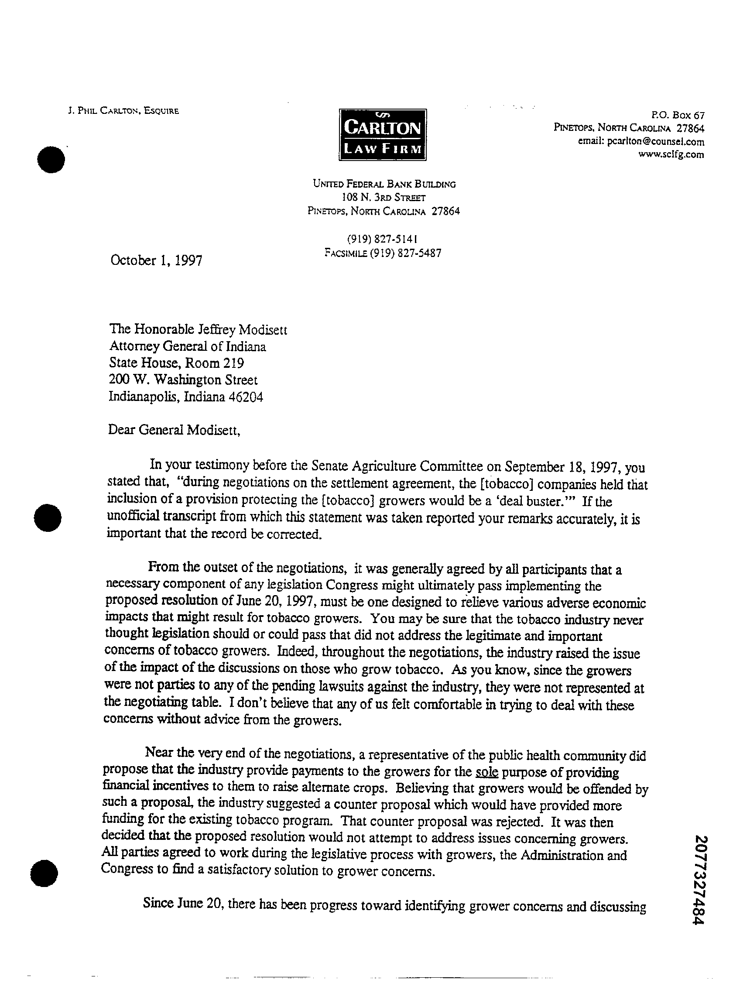 J. PHIL CARLTON, ESQUIRE
CARLTON
LAW FIRM
P.O. BOX 67
PINETOPS, NORTH CAROLINA 27864
email: pcarlton@counsel.com
www.sclfg.com
UNITED FEDERAL BANK BUILDING
108 N. 3RD STREET
PINETOPS, NORTH CAROLINA 27864
(919) 827-5141
FACSIMILE (919) 827-5487
October 1, 1997
The Honorable Jeffrey Modisett
Attorney General of Indiana
State House, Room 219
200 W. Washington Street
Indianapolis, Indiana 46204
Dear General Modisett,
In your testimony before the Senate Agriculture Committee on September 18, 1997, you
stated that, "during negotiations on the settlement agreement, the [tobacco] companies held that
inclusion of a provision protecting the [tobacco] growers would be a 'deal buster.'" If the
unofficial transcript from which this statement was taken reported your remarks accurately, it is
important that the record be corrected.
From the outset of the negotiations, it was generally agreed by all participants that a
necessary component of any legislation Congress might ultimately pass implementing the
proposed resolution of June 20, 1997, must be one designed to relieve various adverse economic
impacts that might result for tobacco growers. You may be sure that the tobacco industry never
thought legislation should or could pass that did not address the legitimate and important
concerns of tobacco growers. Indeed, throughout the negotiations, the industry raised the issue
of the impact of the discussions on those who grow tobacco. As you know, since the growers
were not parties to any of the pending lawsuits against the industry, they were not represented at
the negotiating table. I don't believe that any of us felt comfortable in trying to deal with these
concerns without advice from the growers.
Near the very end of the negotiations, a representative of the public health community did
propose that the industry provide payments to the growers for the sole purpose of providing
financial incentives to them to raise alternate crops. Believing that growers would be offended by
such a proposal, the industry suggested a counter proposal which would have provided more
funding for the existing tobacco program. That counter proposal was rejected. It was then
decided that the proposed resolution would not attempt to address issues concerning growers.
All parties agreed to work during the legislative process with growers, the Administration and
Congress to find a satisfactory solution to grower concerns.
Since June 20, there has been progress toward identifying grower concerns and discussing
2077327484